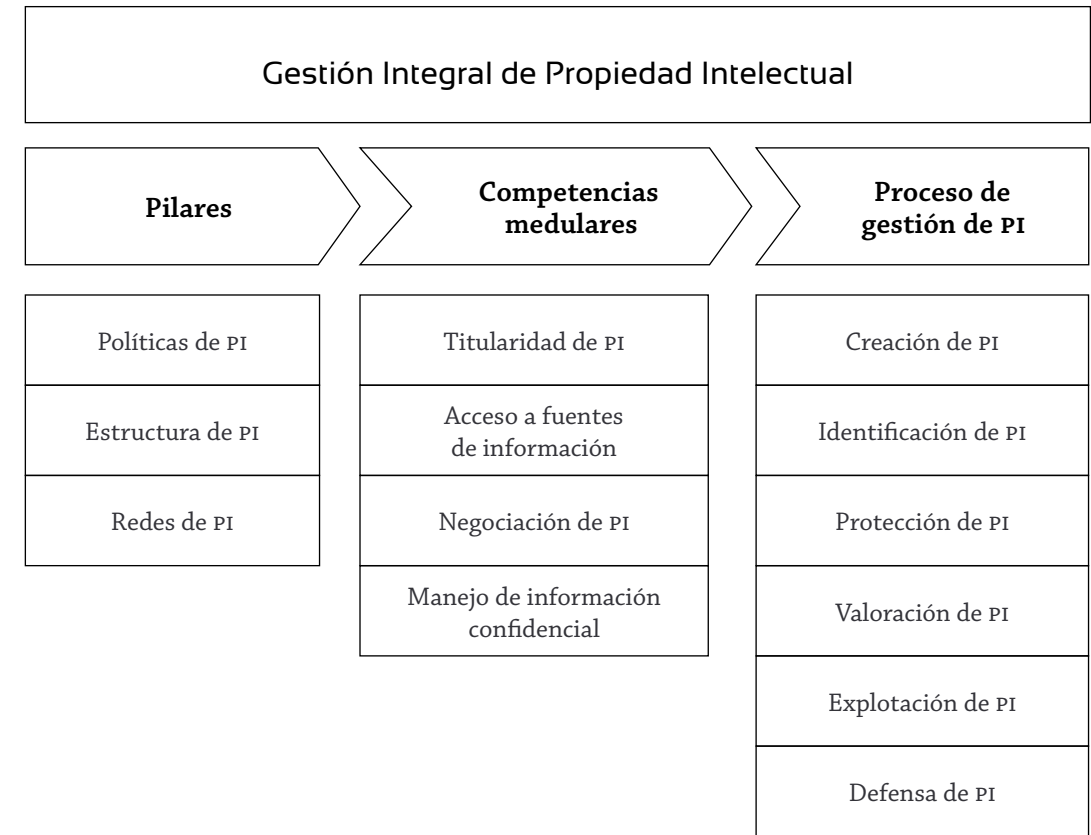 Gestión Integral de Propiedad Intelectual
Pilares
Competencias
medulares
Proceso de
gestión de PI
Políticas de PI
Estructura de PI
Redes de PI
Titularidad de PI
Acceso a fuentes
de información
Negociación de PI
Manejo de información
confidencial
Creación de PI
Identificación de PI
Protección de PI
Valoración de PI
Explotación de PI
Defensa de PI